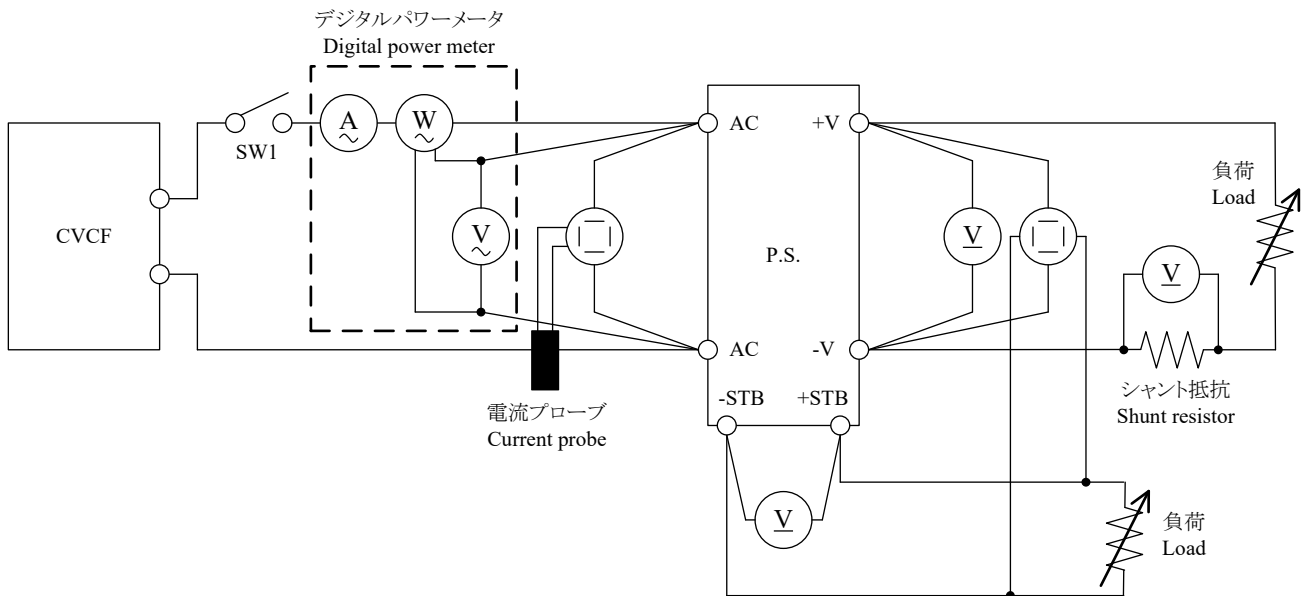 デジタルパワーメータ
Digital power meter
A
W
AC
+V
SW1
負荷
Load
CVCF
V
V
P.S.
V
AC
-V
-STB
+STB
シャント抵抗
Shunt resistor
電流プローブ
Current probe
V
負荷
Load